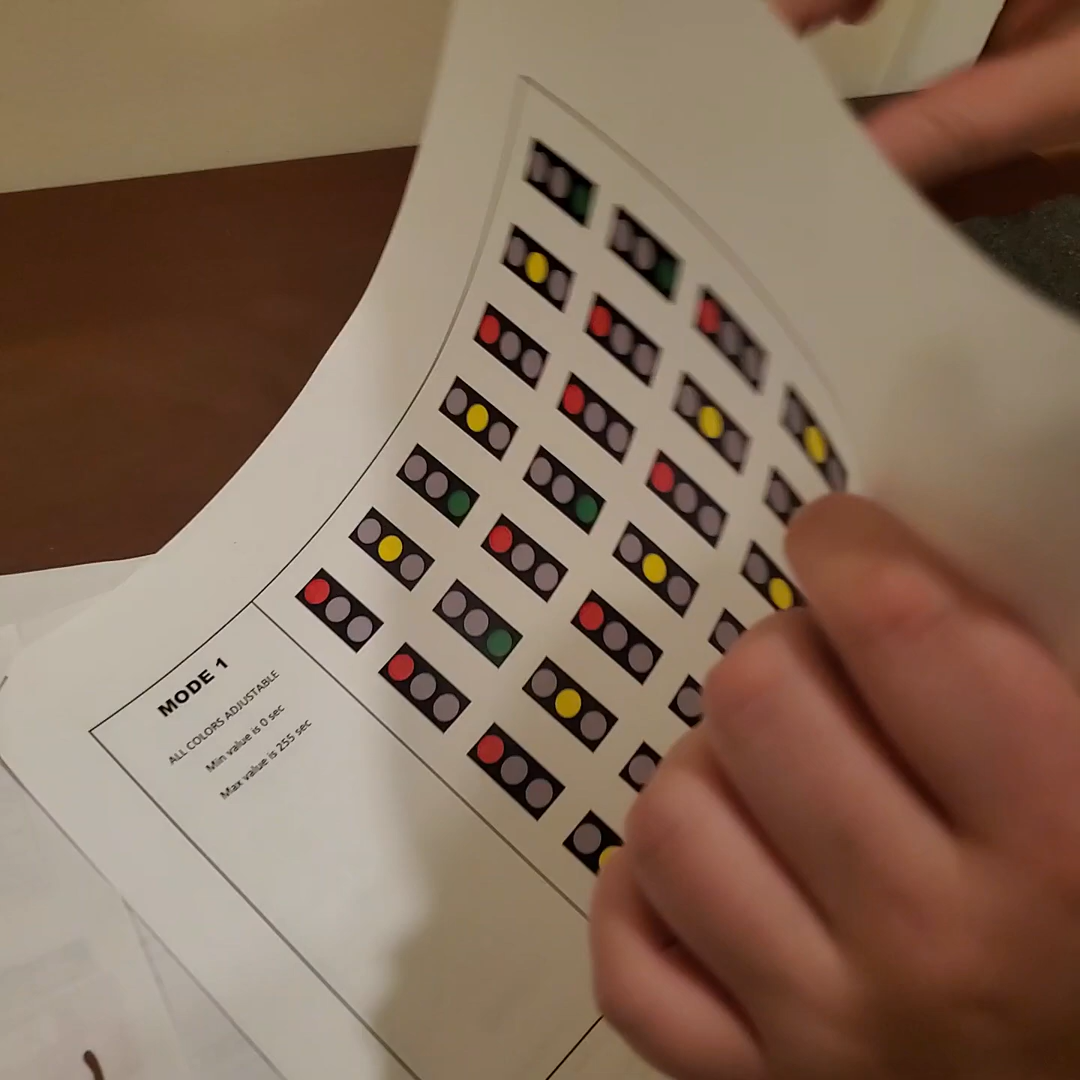 MODE 1
ALL COLORS ADJUSTABLE
Min value is 0 sec
Max value is 255 sec